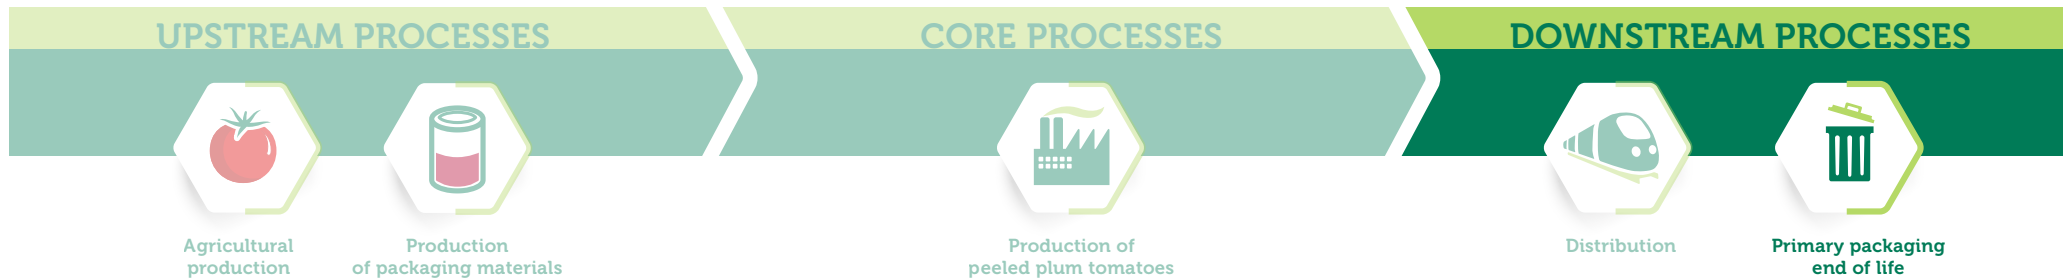 UPSTREAM PROCESSES
CORE PROCESSES
DOWNSTREAM PROCESSES
Agricultural
production
Production
of packaging materials
Production of
peeled plum tomatoes
Distribution
Primary packaging
end of life